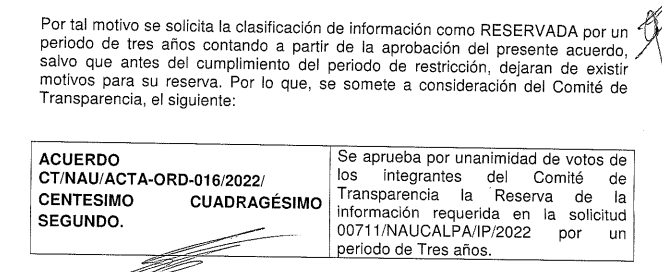 Por tal motivo se solicita la clasificación de información como RESERVADA por un
periodo de tres años contando a partir de la aprobación del presente acuerdo,
salvo que antes del cumplimiento del periodo de restricción, dejaran de existir
motivos para su reserva. Por lo que, se somete a consideración del Comité de
Transparencia, el siguiente:
ACUERDO
CT/NAU/ACTA-ORD-016/2022/
CENTESIMO CUADRAGÉSIMO
SEGUNDO.
Se aprueba por unanimidad de votos de
los integrantes del Comité de
Transparencia la Reserva de la
información requerida en la solicitud
00711/NAUCALPA/IP/2022 por un
periodo de Tres años.